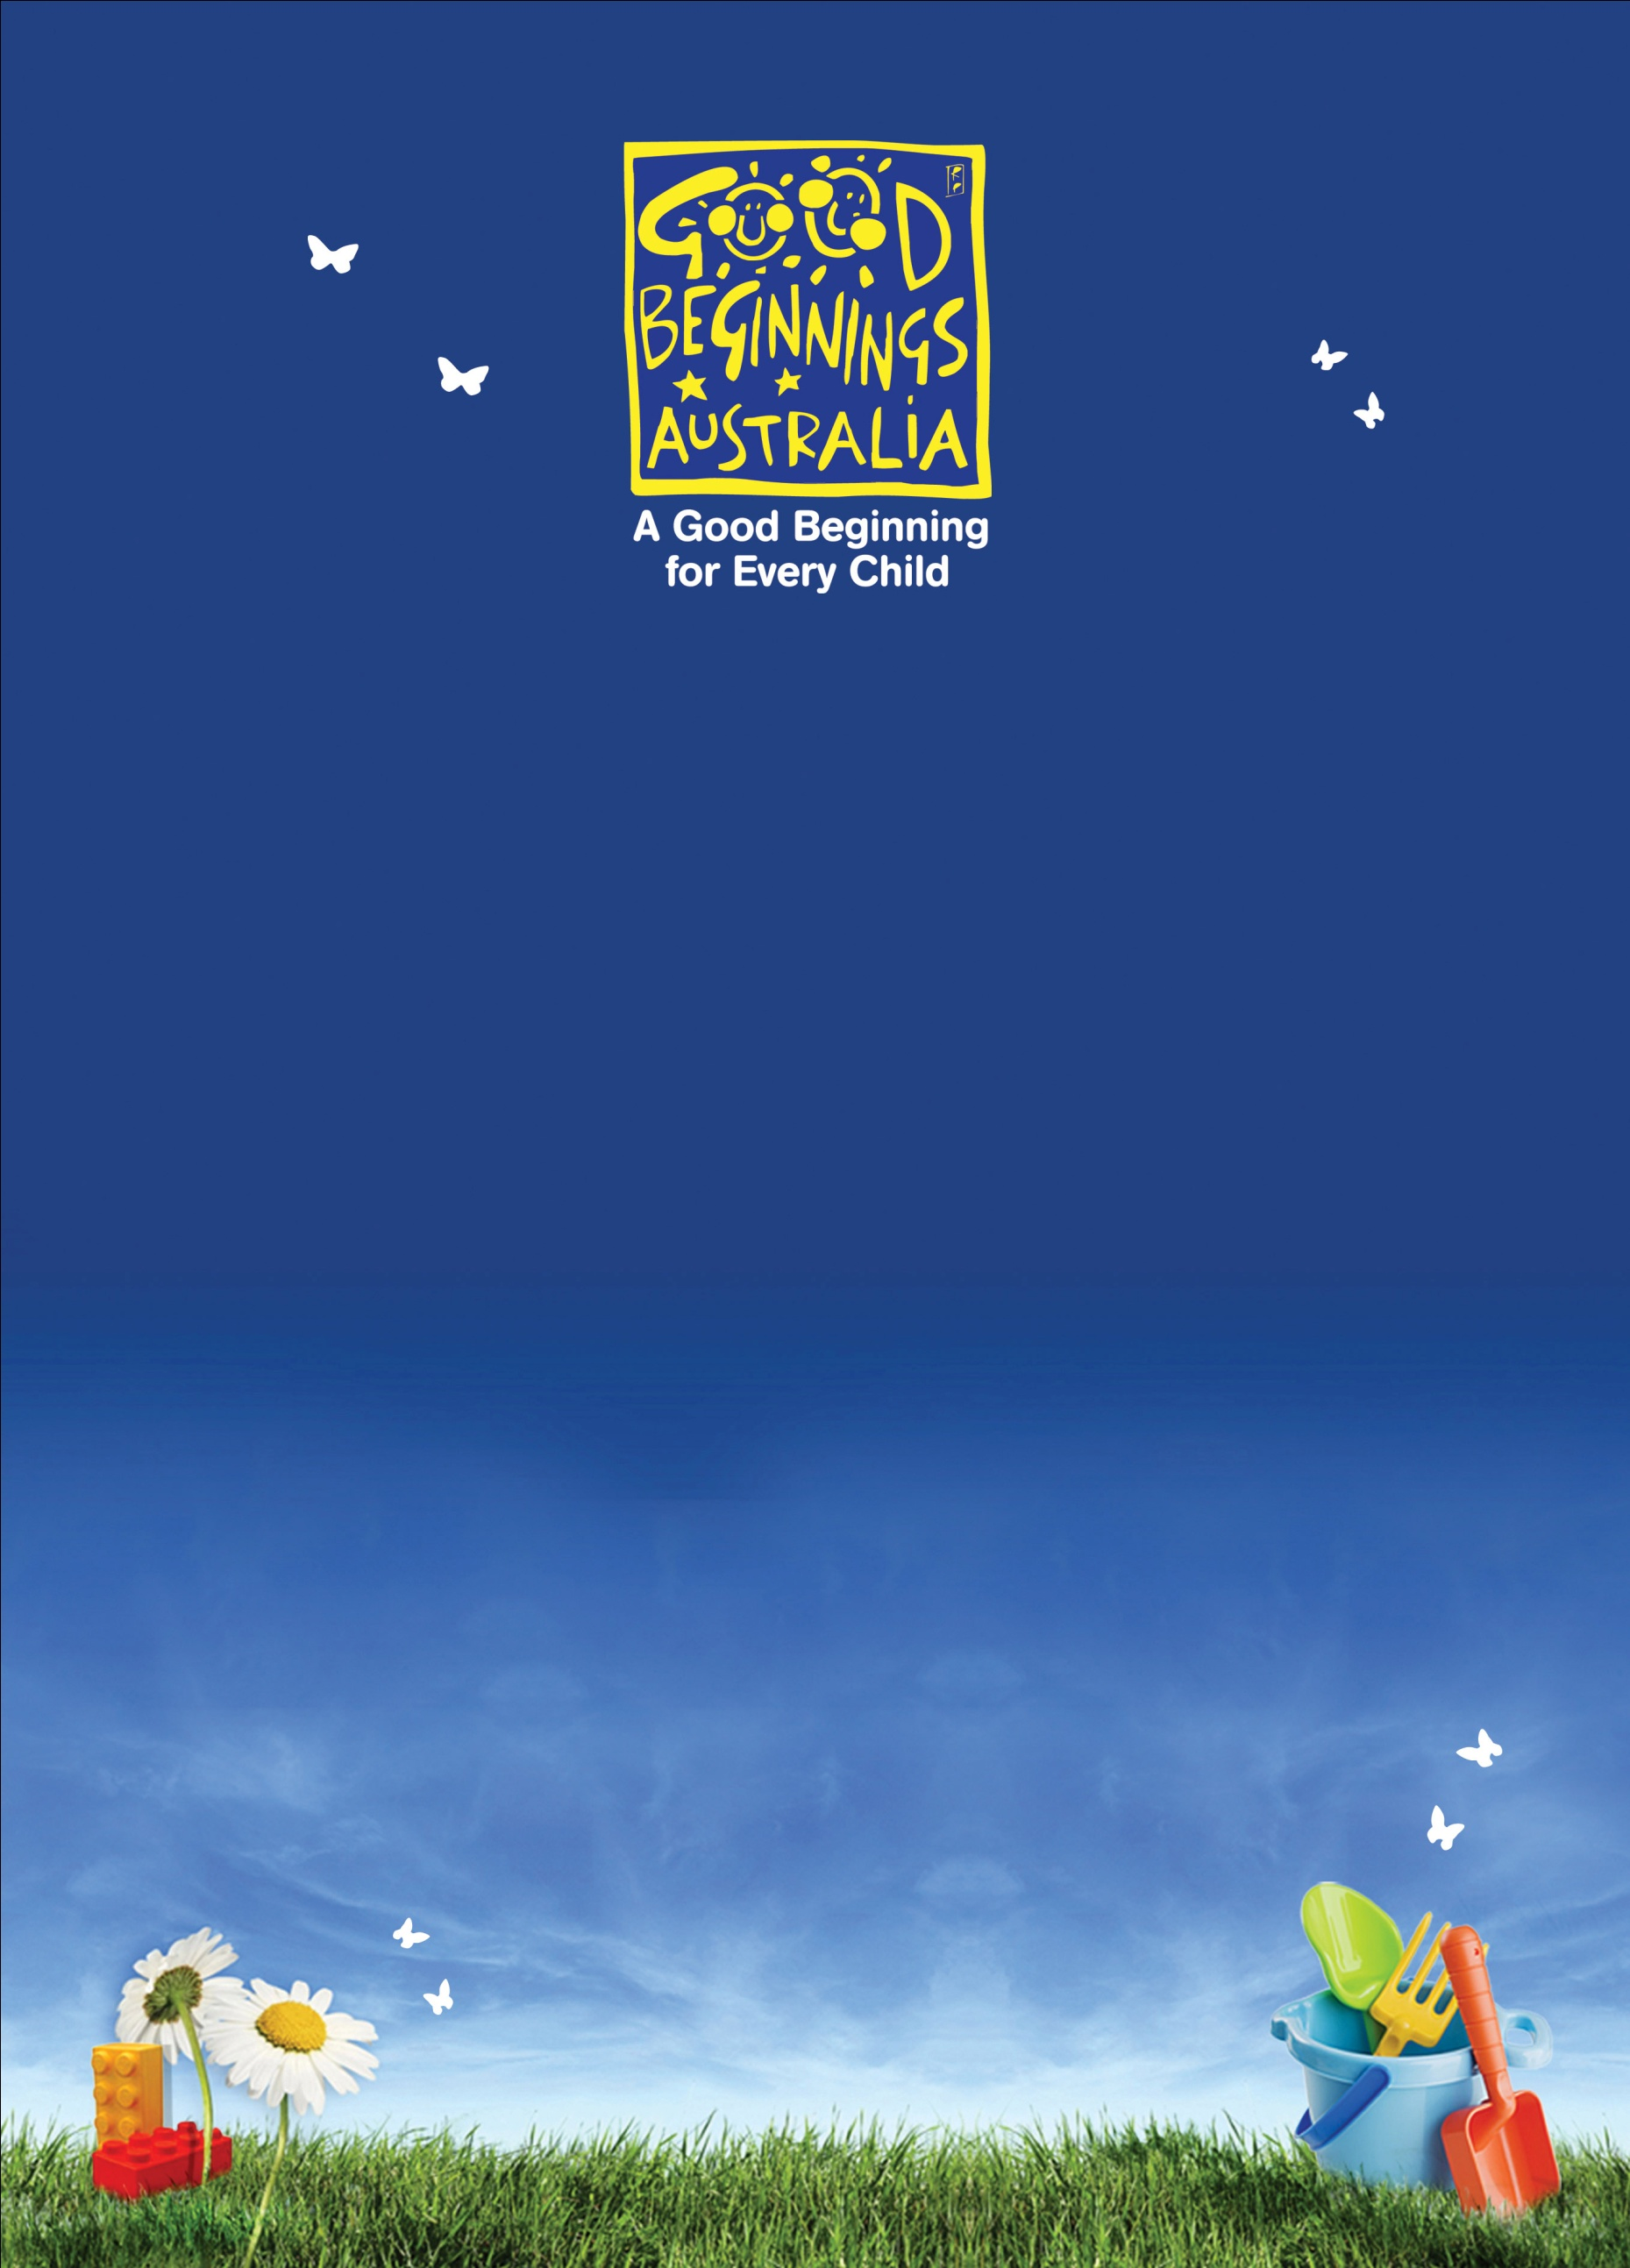 GOOD
BEGINNINGS
AUSTRALIA
A Good Beginning
for Every Child